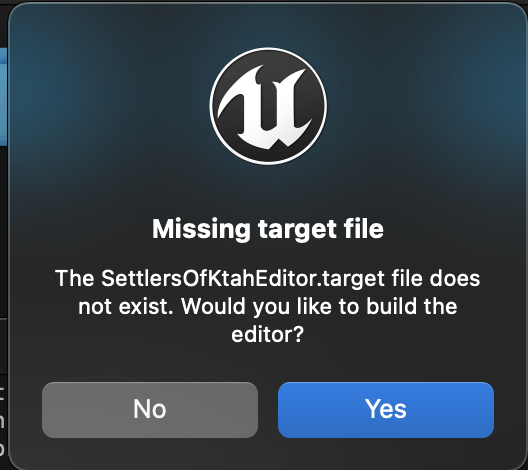 Missing target file
The SettlersOfKtahEditor.target file does
not exist. Would you like to build the
editor?
No
Yes